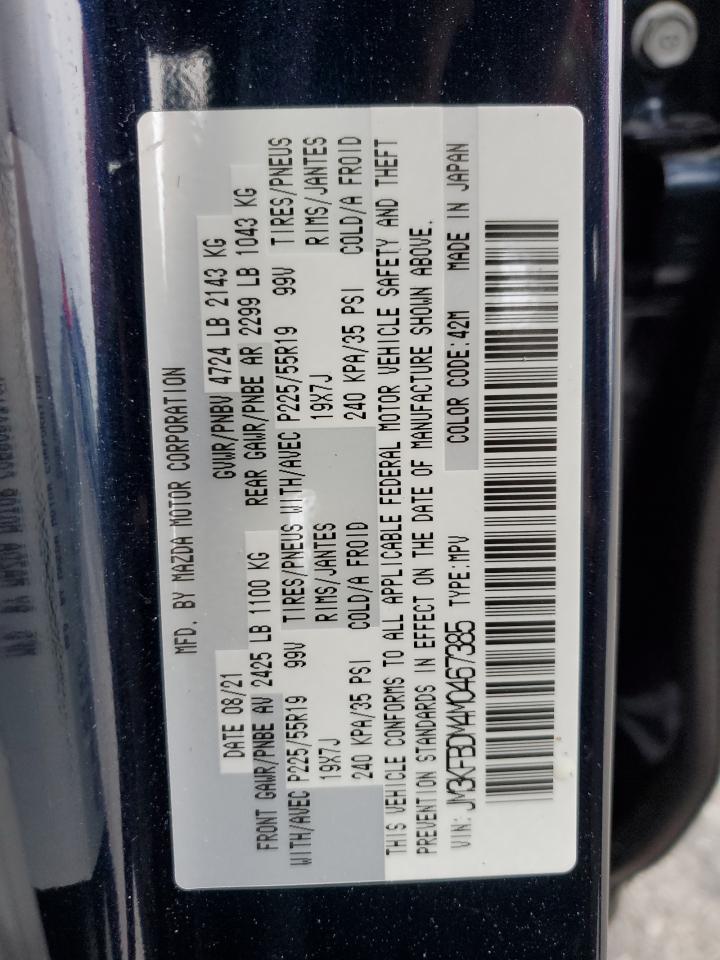 MFD. BY MAZDA MOTOR CORPORATION
DATE 08/21 GVWR/PNBV 4724 LB 2143 KG
FRONT GAWR/PNBE AV 2425 LB 1100 KG REAR GAWR/PNBE AR 2299 LB 1043 KG
WITH/AVEC P225/55R19 99V TIRES/PNEUS WITH/AVEC P225/55R19 99V TIRES/PNEUS
19X7J RIMS/JANTES 19X7J RIMS/JANTES
240 KPA/35 PSI COLD/A FROID 240 KPA/35 PSI COLD/A FROID
THIS VEHICLE CONFORMS TO ALL APPLICABLE FEDERAL MOTOR VEHICLE SAFETY AND THEFT
PREVENTION STANDARDS IN EFFECT ON THE DATE OF MANUFACTURE SHOWN ABOVE.
VIN: JM3KFBDM4M0467385 TYPE:MPV COLOR CODE:42M MADE IN JAPAN